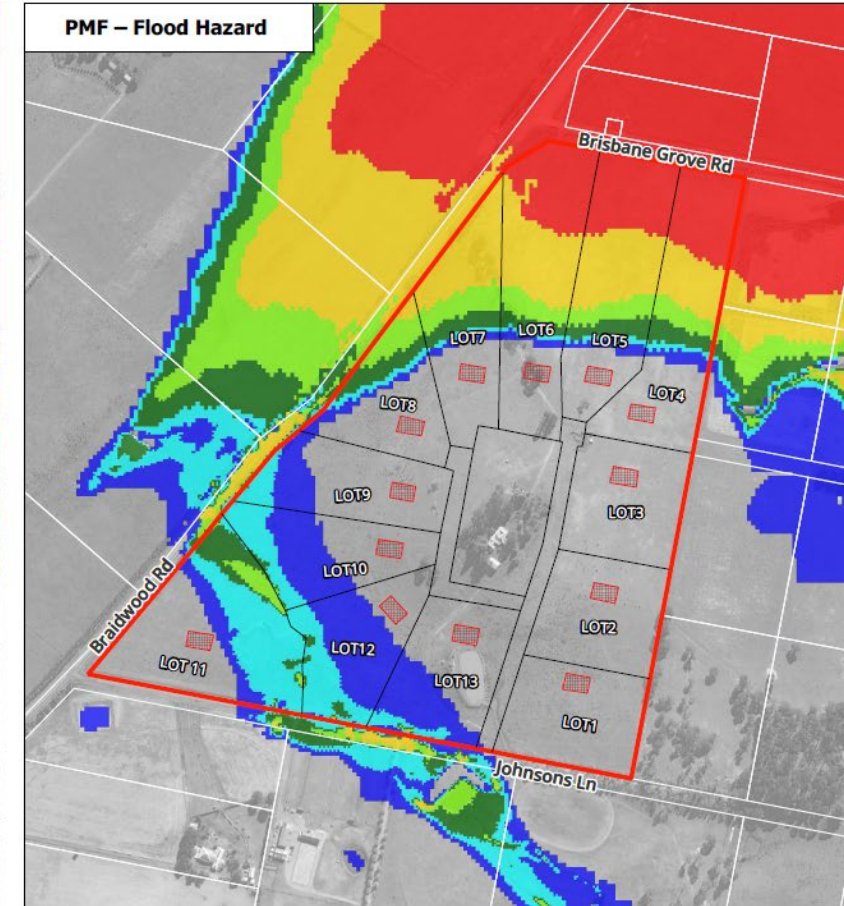 PMF – Flood Hazard
Brisbane Grove Rd
LOT7
LOT6
LOT5
LOT4
LOT8
LOT9
LOT3
LOT10
Braidwood Rd
LOT 11
LOT12
LOT13
LOT2
LOT1
Johnsons Ln